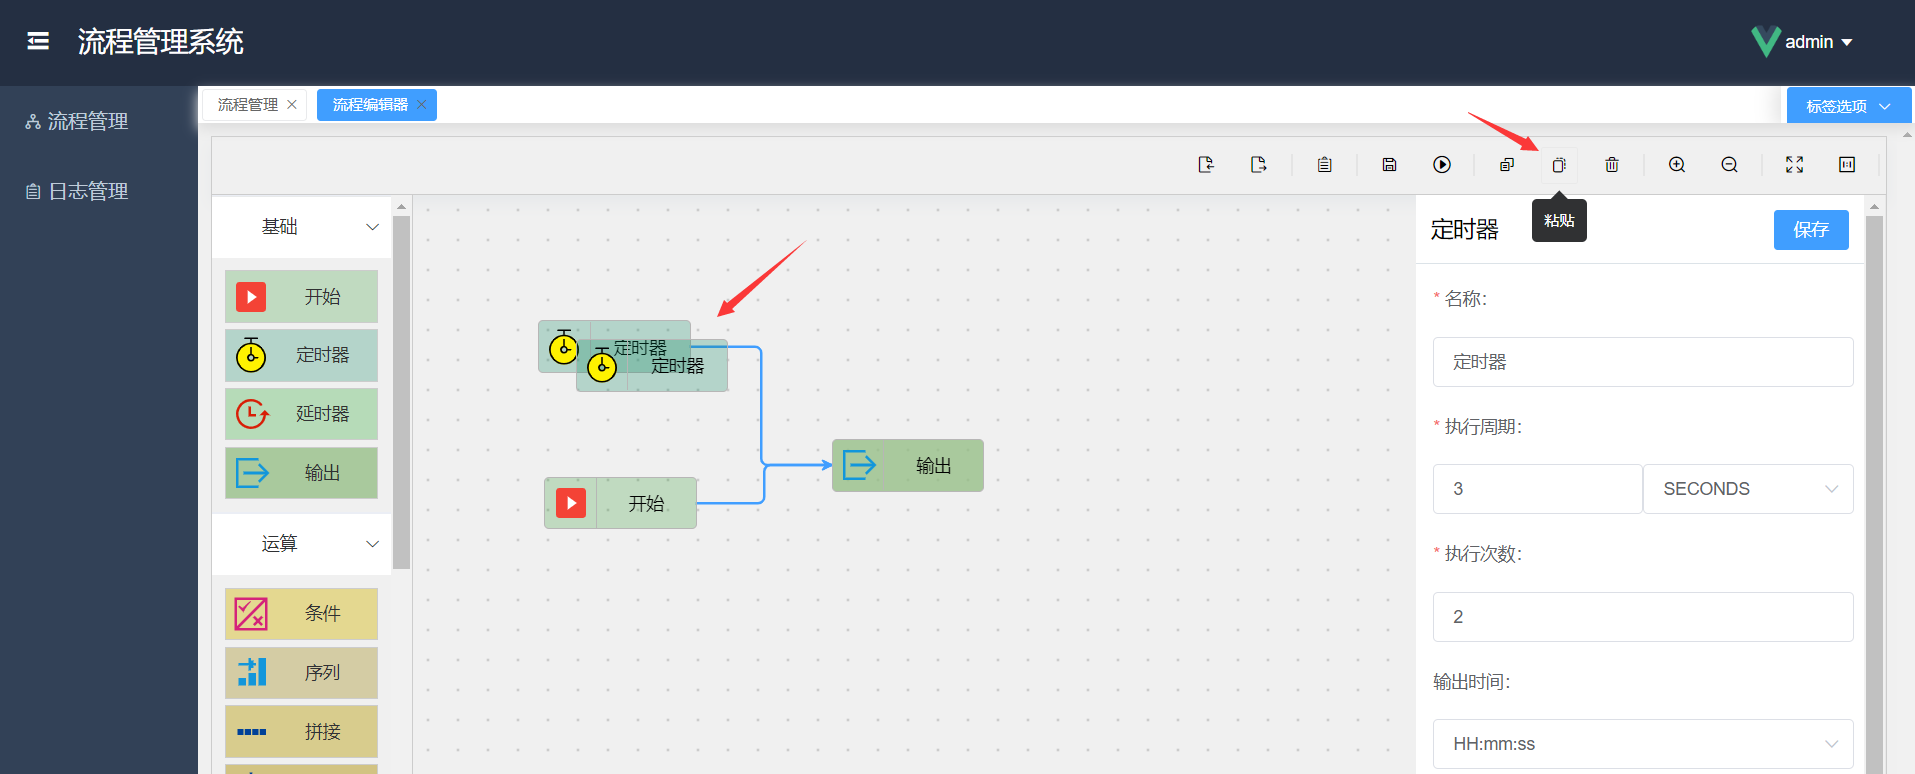 流程管理系统
admin
流程管理
日志管理
流程管理
流程编辑器
标签选项
粘贴
基础
开始
定时器
延时器
输出
运算
条件
序列
拼接
定时器
定时器
开始
输出
定时器
保存
* 名称：
定时器
* 执行周期：
3
SECONDS
* 执行次数：
2
输出时间：
HH:mm:ss